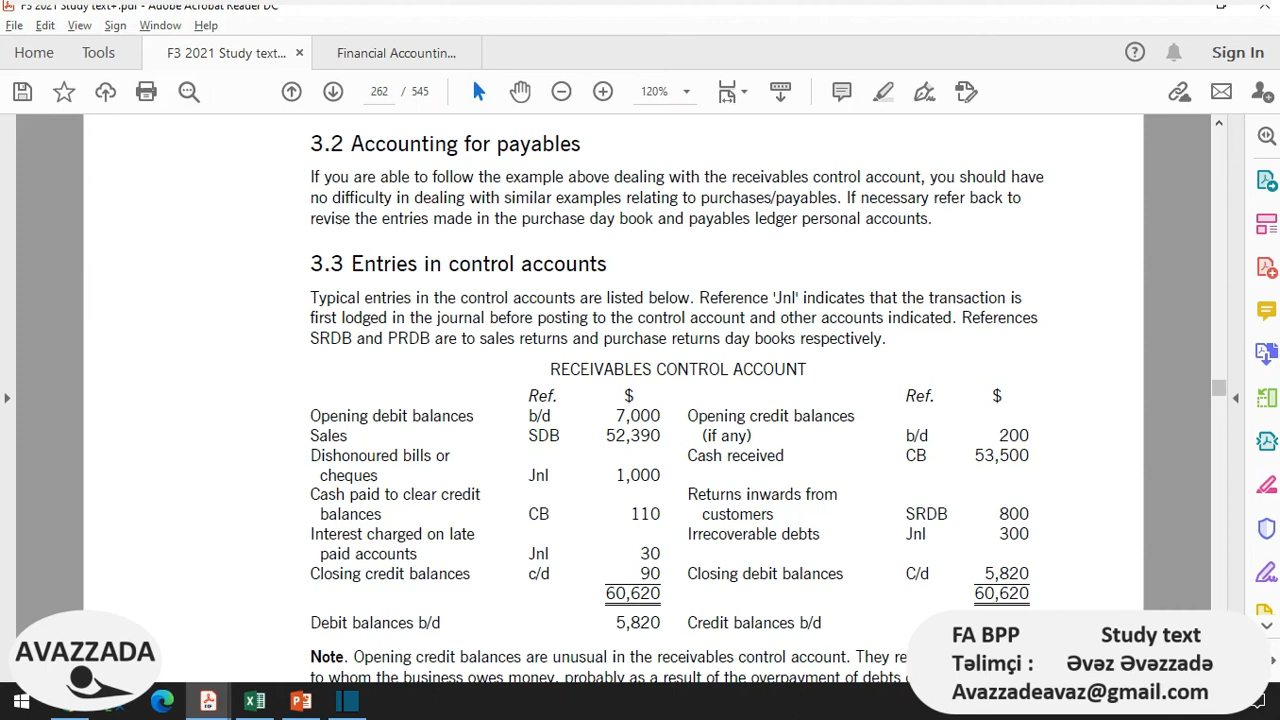 F3 2021 Study text+.pdf - Adobe Acrobat Reader DC
File Edit View Sign Window Help
Home Tools F3 2021 Study text... × Financial Accountin... Sign In
262 / 545 120%
3.2 Accounting for payables
If you are able to follow the example above dealing with the receivables control account, you should have
no difficulty in dealing with similar examples relating to purchases/payables. If necessary refer back to
revise the entries made in the purchase day book and payables ledger personal accounts.
3.3 Entries in control accounts
Typical entries in the control accounts are listed below. Reference 'Jnl' indicates that the transaction is
first lodged in the journal before posting to the control account and other accounts indicated. References
SRDB and PRDB are to sales returns and purchase returns day books respectively.
RECEIVABLES CONTROL ACCOUNT
Ref. $ Ref. $
Opening debit balances b/d 7,000 Opening credit balances
Sales SDB 52,390 (if any) b/d 200
Dishonoured bills or Cash received CB 53,500
cheques Jnl 1,000
Cash paid to clear credit Returns inwards from
balances CB 110 customers SRDB 800
Interest charged on late Irrecoverable debts Jnl 300
paid accounts Jnl 30
Closing credit balances c/d 90 Closing debit balances C/d 5,820
60,620 60,620
Debit balances b/d 5,820 Credit balances b/d
Note. Opening credit balances are unusual in the receivables control account. They
to whom the business owes money, probably as a result of the overpayment of debts
AVAZZADA
FA BPP Study text
Təlimçi : Əvəz Əvəzzadə
Avazzadeavaz@gmail.com